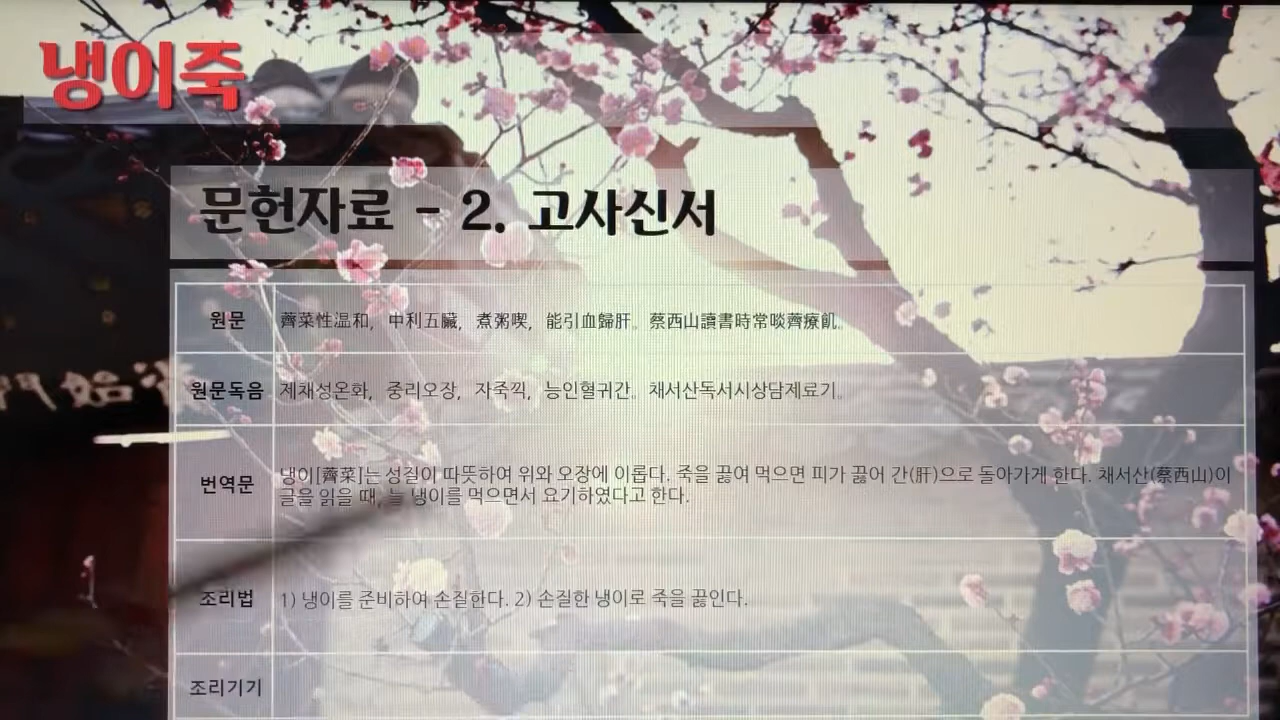 냉이죽
문헌자료 - 2. 고사신서
원문 薺菜性温和, 中利五臟, 煮粥喫, 能引血歸肝。蔡西山讀書時常啖薺療飢。
원문독음 제채성온화, 중리오장, 자죽끽, 능인혈귀간。채서산독서시상담제료기。
번역문 냉이[薺菜]는 성질이 따뜻하여 위와 오장에 이롭다. 죽을 끓여 먹으면 피가 끓어 간(肝)으로 돌아가게 한다. 채서산(蔡西山)이
글을 읽을 때, 늘 냉이를 먹으면서 요기하였다고 한다.
조리법 1) 냉이를 준비하여 손질한다. 2) 손질한 냉이로 죽을 끓인다.
조리기기